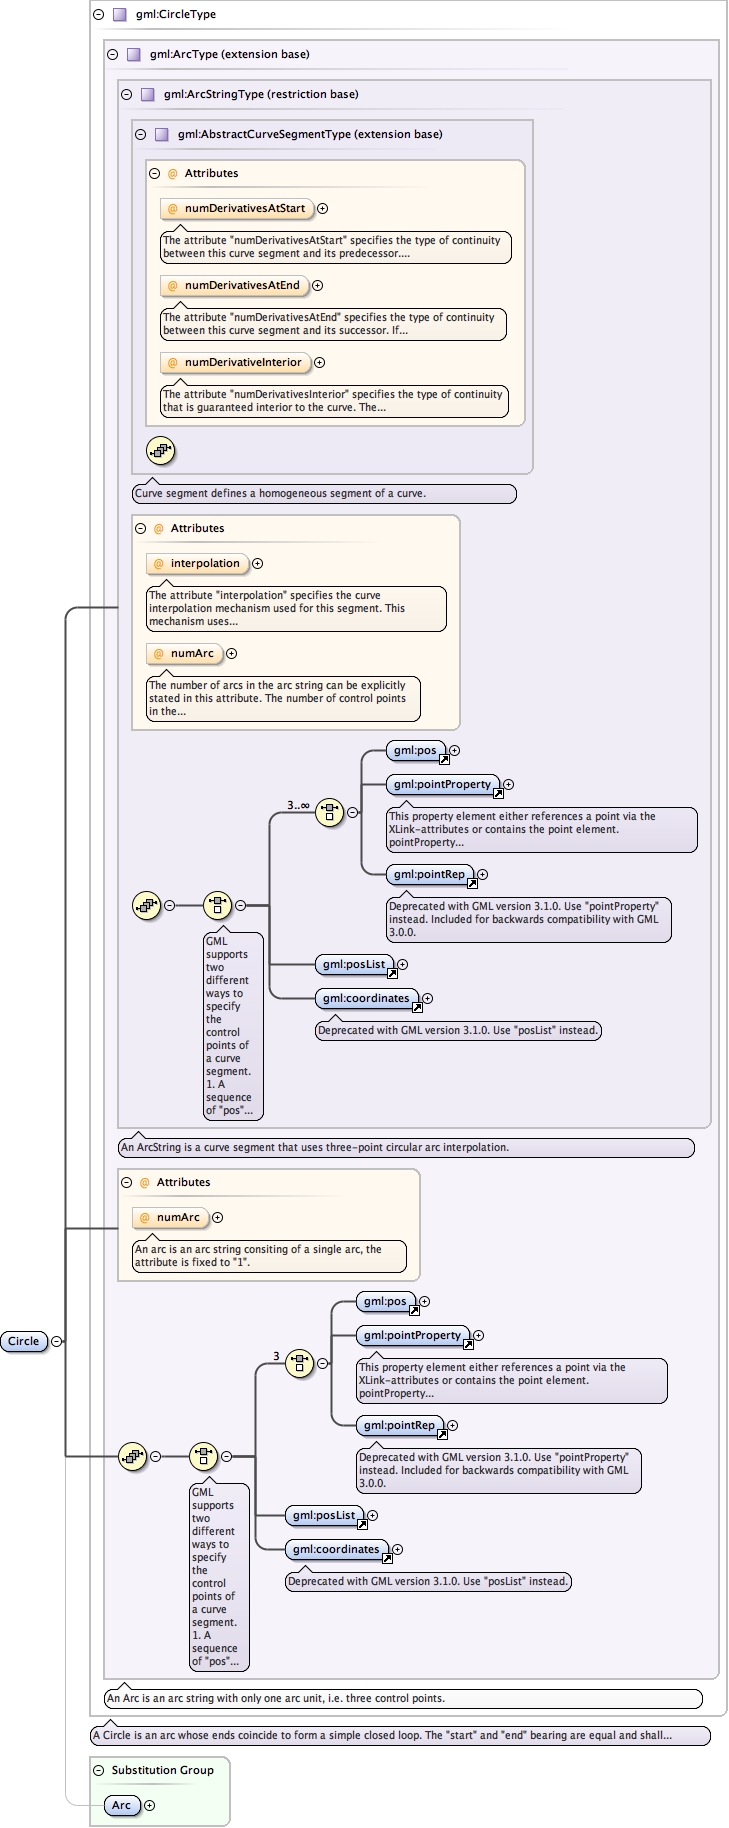 gml:CircleType
gml:ArcType (extension base)
gml:ArcStringType (restriction base)
gml:AbstractCurveSegmentType (extension base)
@ Attributes
@ numDerivativesAtStart
The attribute "numDerivativesAtStart" specifies the type of continuity
between this curve segment and its predecessor....
@ numDerivativesAtEnd
The attribute "numDerivativesAtEnd" specifies the type of continuity
between this curve segment and its successor. If...
@ numDerivativeInterior
The attribute "numDerivativesInterior" specifies the type of continuity
that is guaranteed interior to the curve. The...
Curve segment defines a homogeneous segment of a curve.
@ Attributes
@ interpolation
The attribute "interpolation" specifies the curve
interpolation mechanism used for this segment. This
mechanism uses...
@ numArc
The number of arcs in the arc string can be explicitly
stated in this attribute. The number of control points
in the...
gml:pos
gml:pointProperty
3..∞
This property element either references a point via the
XLink-attributes or contains the point element.
pointProperty...
gml:pointRep
Deprecated with GML version 3.1.0. Use "pointProperty"
instead. Included for backwards compatibility with GML
3.0.0.
GML
supports
two
different
ways to
specify
the
control
points of
a curve
segment.
1. A
sequence
of "pos"...
gml:posList
gml:coordinates
Deprecated with GML version 3.1.0. Use "posList" instead.
An ArcString is a curve segment that uses three-point circular arc interpolation.
@ Attributes
@ numArc
An arc is an arc string consiting of a single arc, the
attribute is fixed to "1".
Circle
gml:pos
gml:pointProperty
3
This property element either references a point via the
XLink-attributes or contains the point element.
pointProperty...
gml:pointRep
Deprecated with GML version 3.1.0. Use "pointProperty"
instead. Included for backwards compatibility with GML
3.0.0.
GML
supports
two
different
ways to
specify
the
control
points of
a curve
segment.
1. A
sequence
of "pos"...
gml:posList
gml:coordinates
Deprecated with GML version 3.1.0. Use "posList" instead.
An Arc is an arc string with only one arc unit, i.e. three control points.
A Circle is an arc whose ends coincide to form a simple closed loop. The "start" and "end" bearing are equal and shall...
Substitution Group
Arc